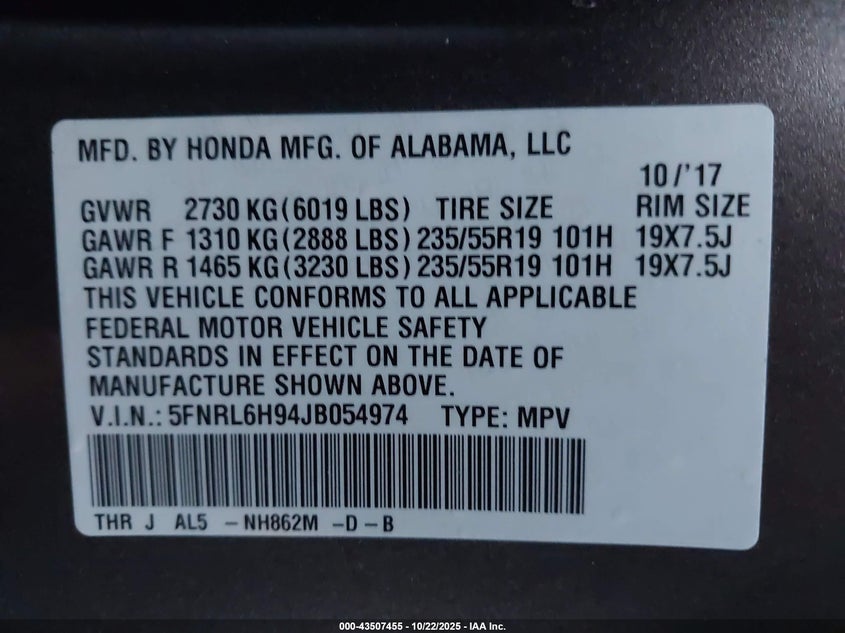 MFD. BY HONDA MFG. OF ALABAMA, LLC
10/'17
GVWR 2730 KG(6019 LBS) TIRE SIZE RIM SIZE
GAWR F 1310 KG(2888 LBS) 235/55R19 101H 19X7.5J
GAWR R 1465 KG(3230 LBS) 235/55R19 101H 19X7.5J
THIS VEHICLE CONFORMS TO ALL APPLICABLE
FEDERAL MOTOR VEHICLE SAFETY
STANDARDS IN EFFECT ON THE DATE OF
MANUFACTURE SHOWN ABOVE.
V.I.N.: 5FNRL6H94JB054974 TYPE: MPV
THR J AL5 -NH862M -D-B
000-43507455 - 10/22/2025 - IAA Inc.